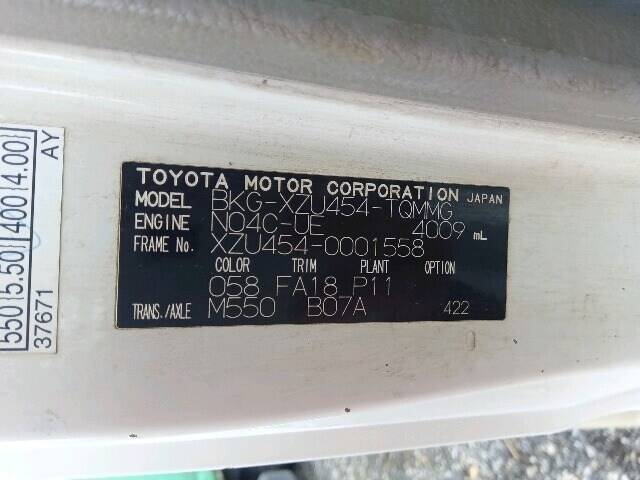 TOYOTA MOTOR CORPORATION JAPAN
MODEL BKG-XZU454-TQMMG
ENGINE N04C-UE 4009 mL
FRAME No. XZU454-0001558
COLOR TRIM PLANT OPTION
058 FA18 P11
TRANS./AXLE M550 B07A 422
550(5.50) 400(4.00)
37671 AY